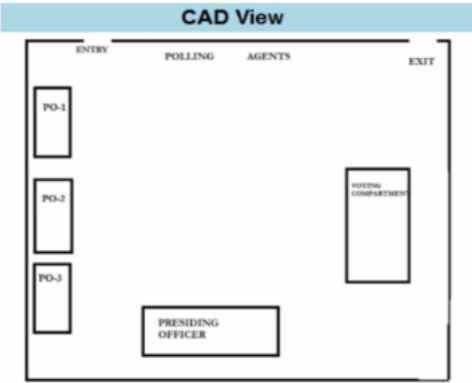 CAD View
ENTRY
POLLING AGENTS
EXIT
PO-1
VOTING
COMPARTMENT
PO-2
PO-3
PRESIDING
OFFICER